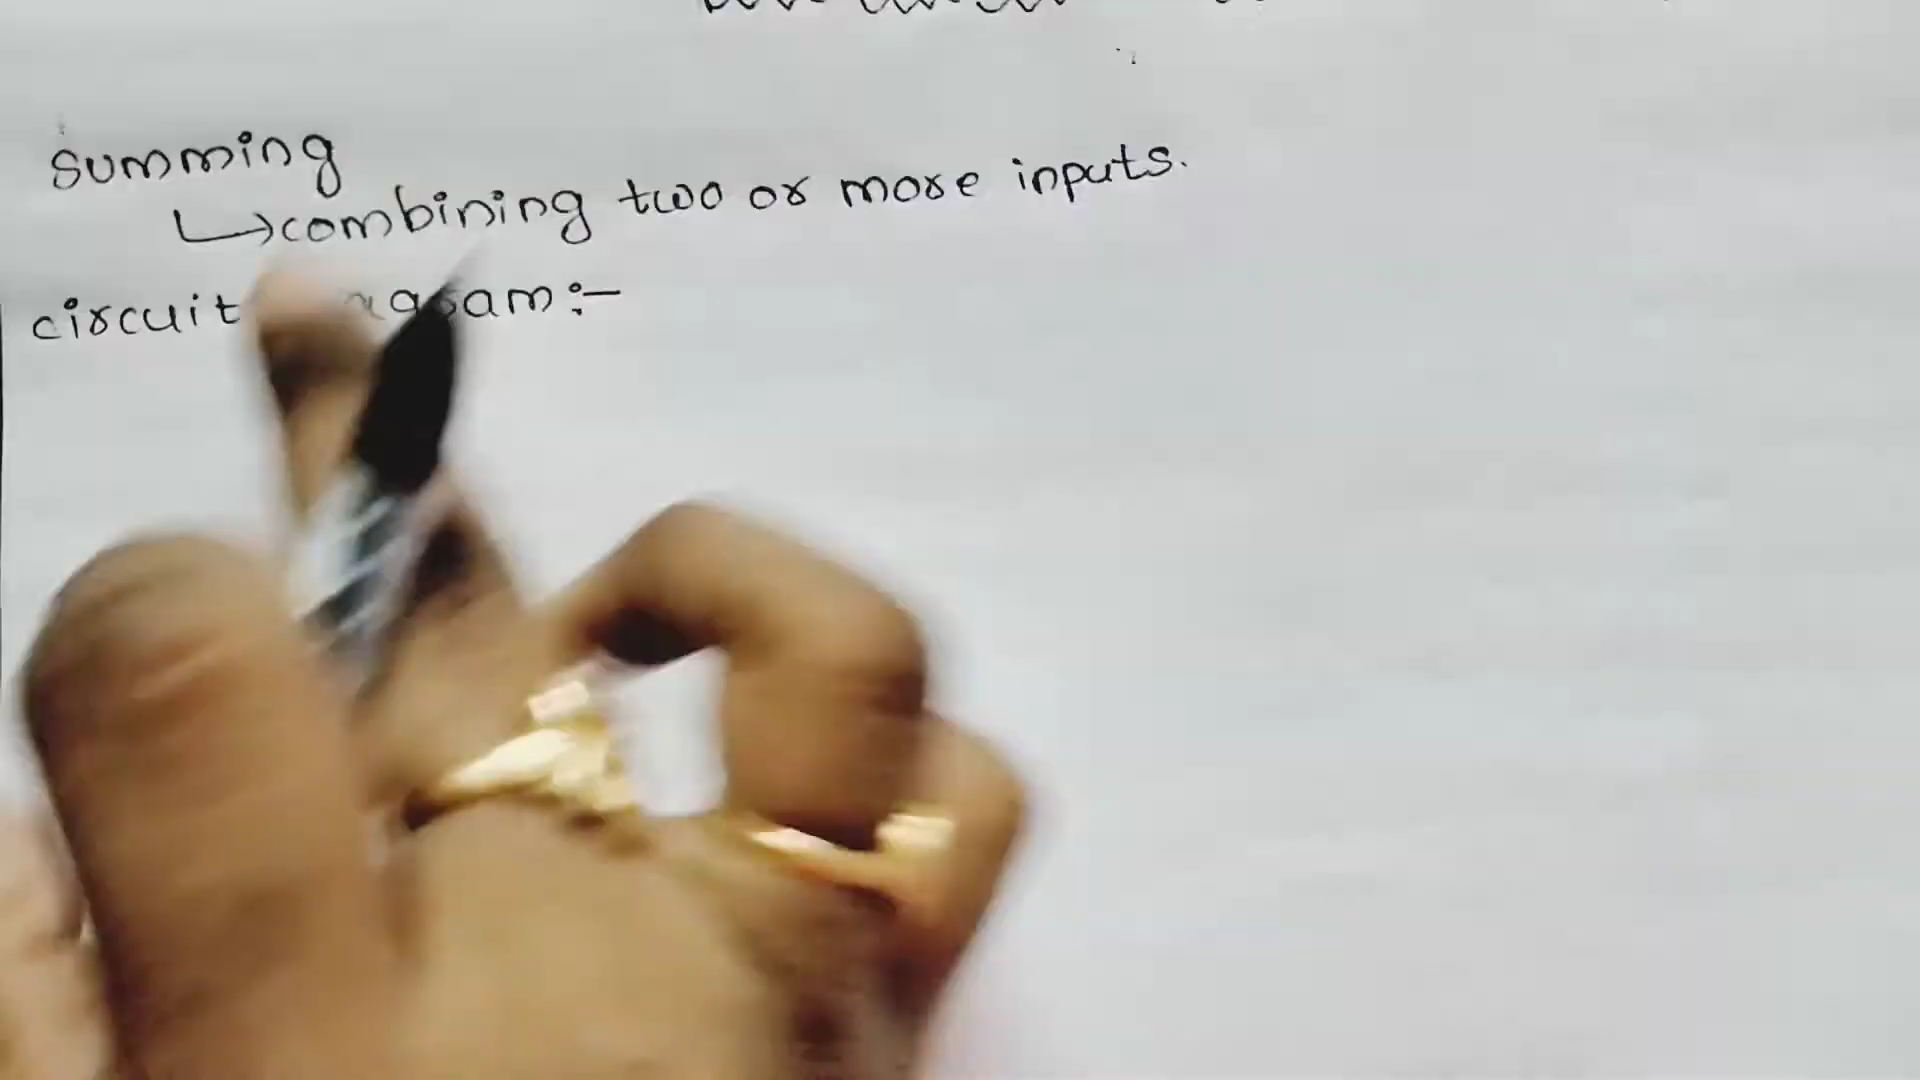 summing
↳combining two or more inputs.
circuit :-